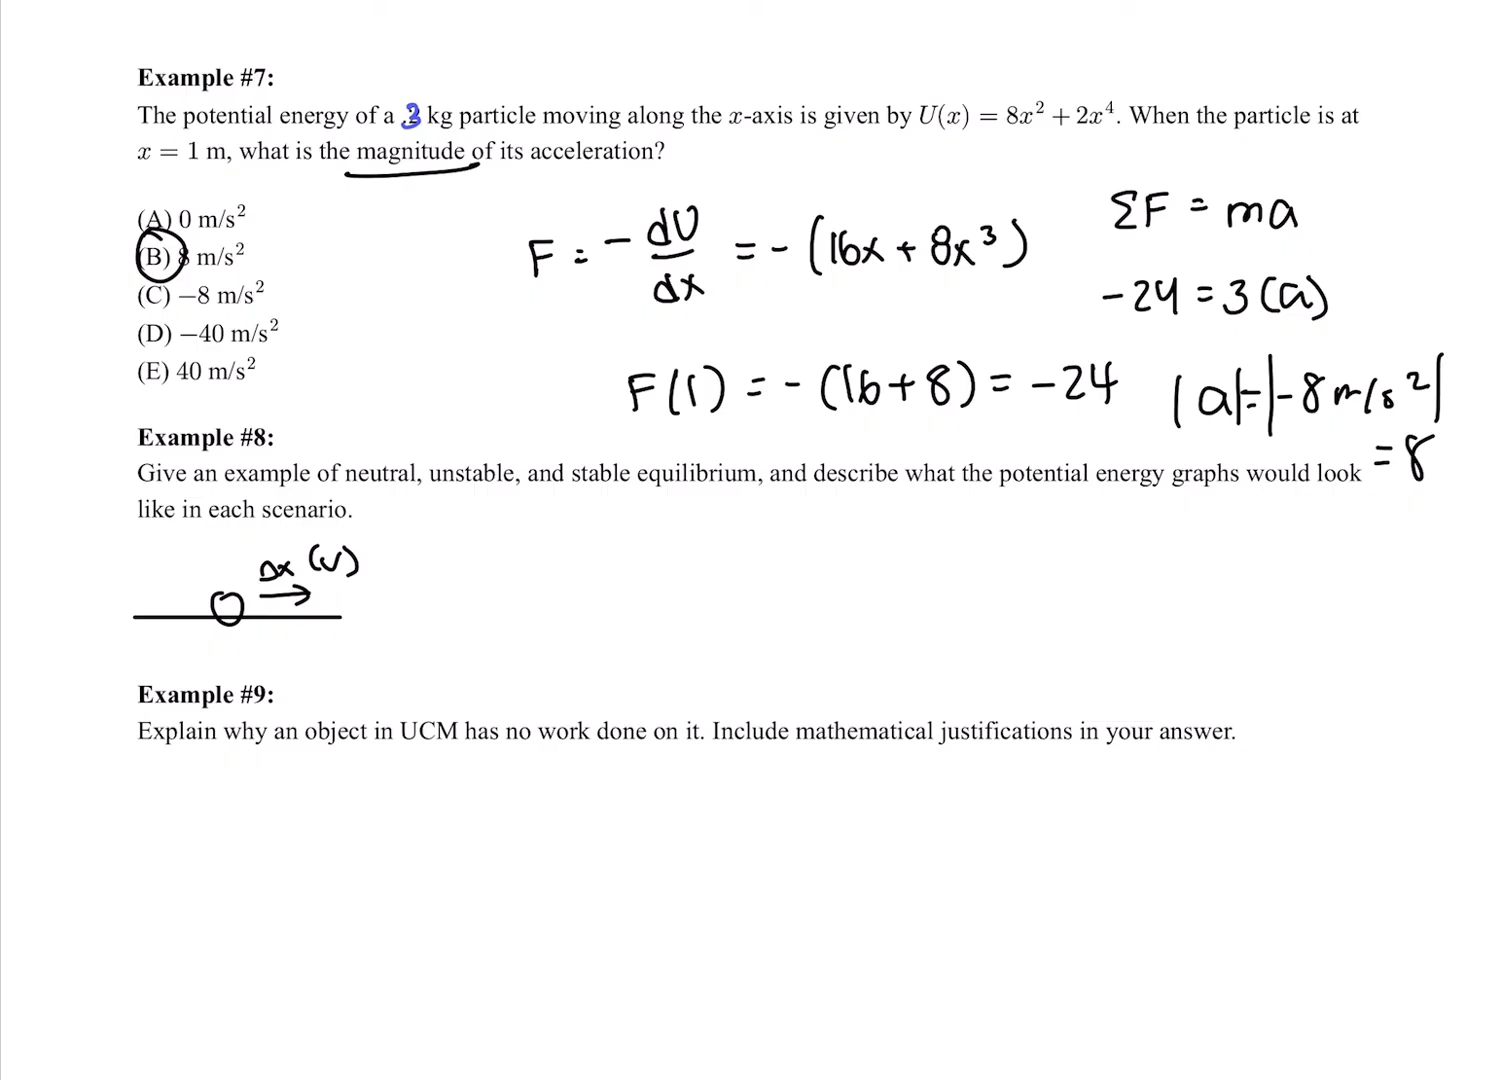 Example #7:
The potential energy of a 3 kg particle moving along the x-axis is given by U(x) = 8x² + 2x⁴. When the particle is at
x = 1 m, what is the magnitude of its acceleration?
(A) 0 m/s²
(B) 8 m/s²
(C) −8 m/s²
(D) −40 m/s²
(E) 40 m/s²
F = - dU/dx = - (16x + 8x³)
F(1) = - (16+8) = -24
ΣF = ma
-24 = 3(a)
|a|=|-8 m/s²|
= 8
Example #8:
Give an example of neutral, unstable, and stable equilibrium, and describe what the potential energy graphs would look
like in each scenario.
Δx (v)
Example #9:
Explain why an object in UCM has no work done on it. Include mathematical justifications in your answer.